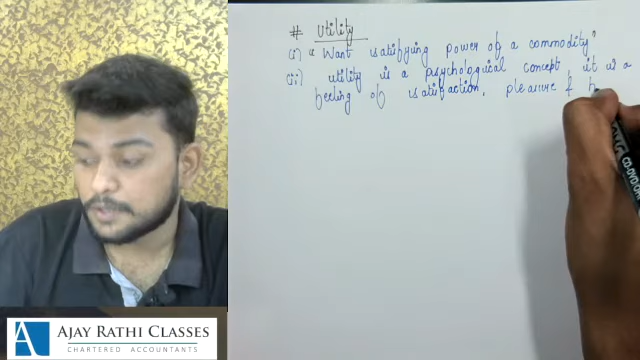 # Utility
(i) "Want satisfying power of a commodity"
(ii) utility is a psychological concept it is a
feeling of satisfaction, pleasure &
AJAY RATHI CLASSES
CHARTERED ACCOUNTANTS